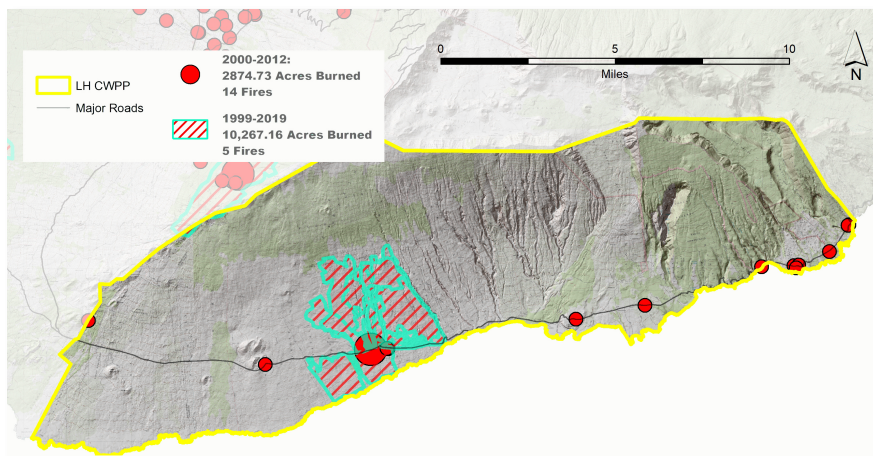 LH CWPP
Major Roads
2000-2012:
2874.73 Acres Burned
14 Fires
1999-2019
10,267.16 Acres Burned
5 Fires
0 5 10
Miles
N